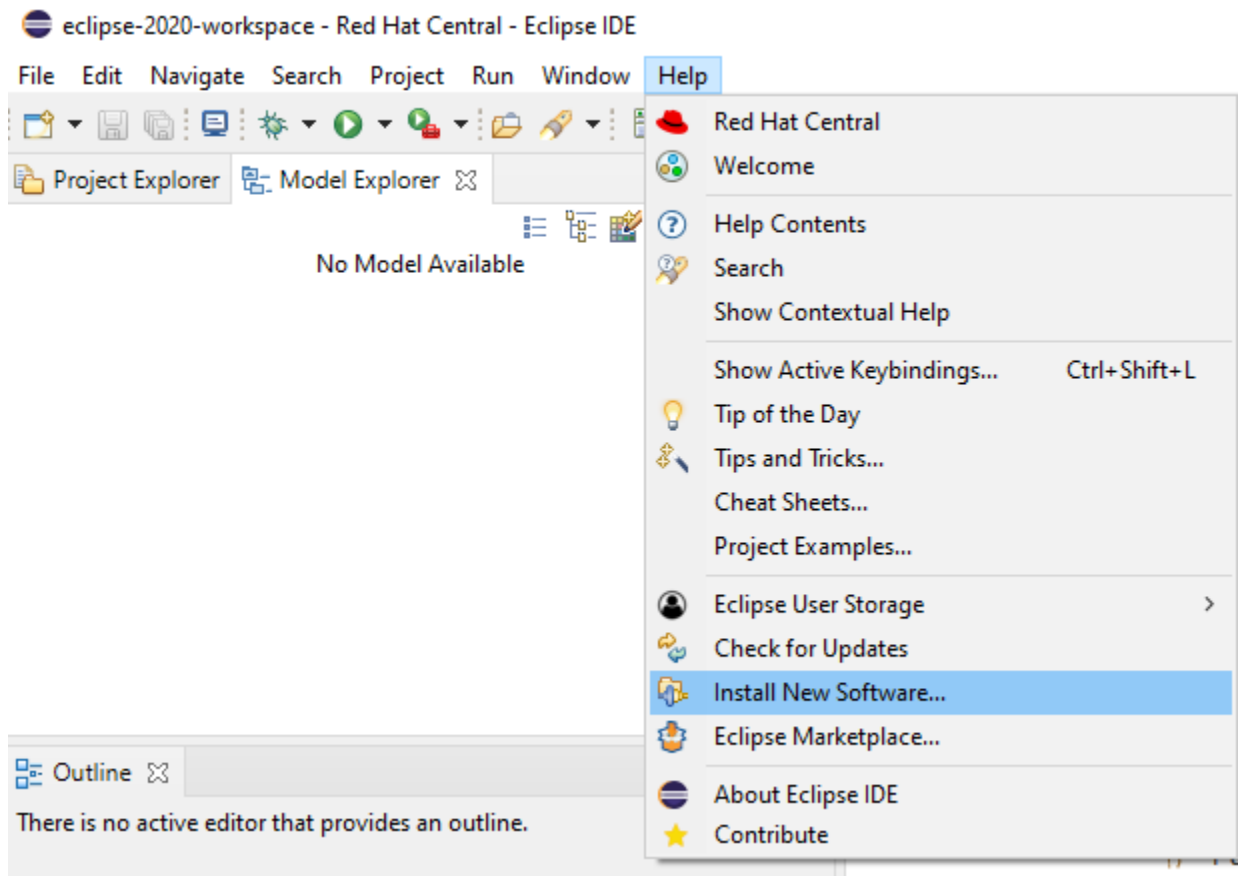 eclipse-2020-workspace - Red Hat Central - Eclipse IDE
File Edit Navigate Search Project Run Window Help
Red Hat Central
Welcome
Project Explorer Model Explorer
Help Contents
No Model Available
Search
Show Contextual Help
Show Active Keybindings... Ctrl+Shift+L
Tip of the Day
Tips and Tricks...
Cheat Sheets...
Project Examples...
Eclipse User Storage
Check for Updates
Install New Software...
Eclipse Marketplace...
Outline
About Eclipse IDE
There is no active editor that provides an outline.
Contribute